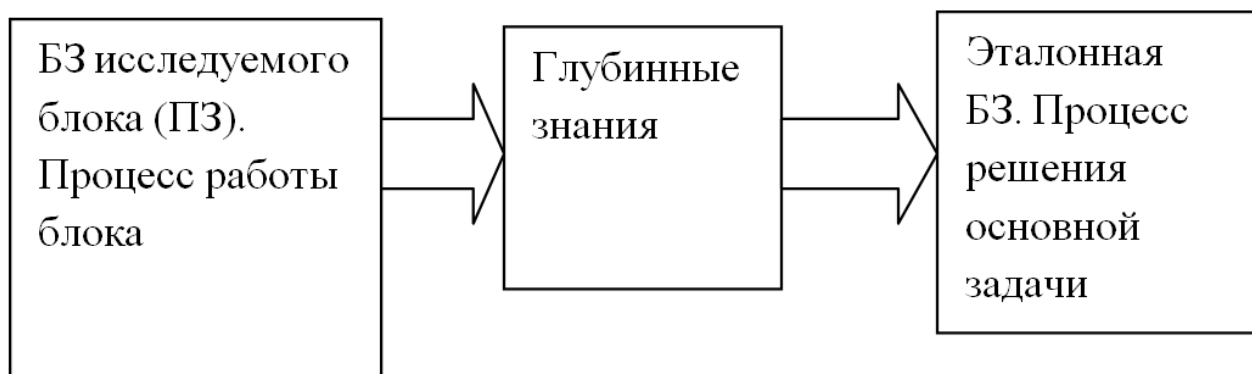 БЗ исследуемого
блока (ПЗ).
Процесс работы
блока
Глубинные
знания
Эталонная
БЗ. Процесс
решения
основной
задачи